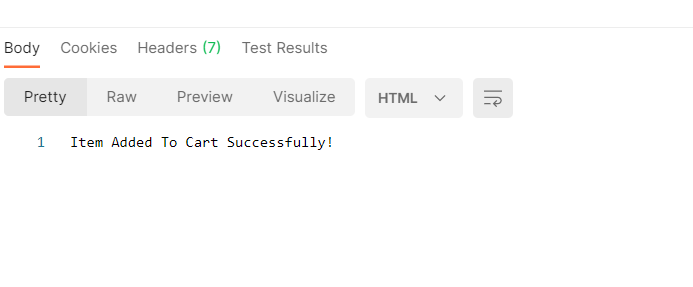 Body Cookies Headers (7) Test Results
Pretty Raw Preview Visualize HTML
1 Item Added To Cart Successfully!